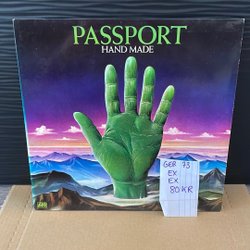 PASSPORT
HAND MADE
GER 73
EX
EX
80 KR